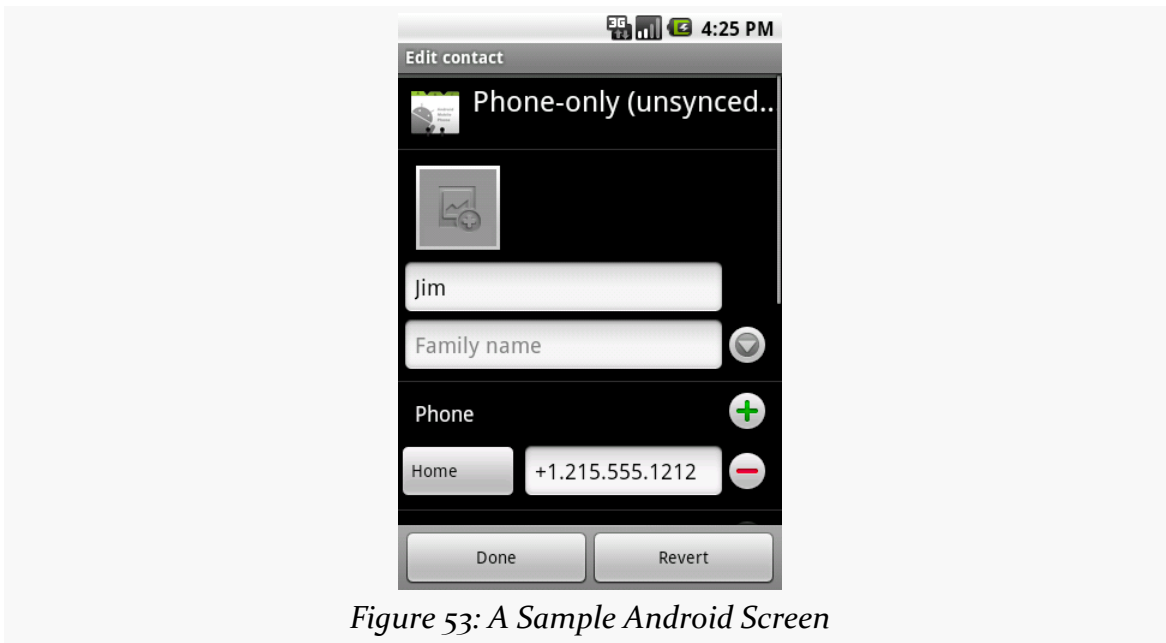 3G 4:25 PM
Edit contact
Phone-only (unsynced..
Jim
Family name
Phone
Home +1.215.555.1212
Done Revert
Figure 53: A Sample Android Screen